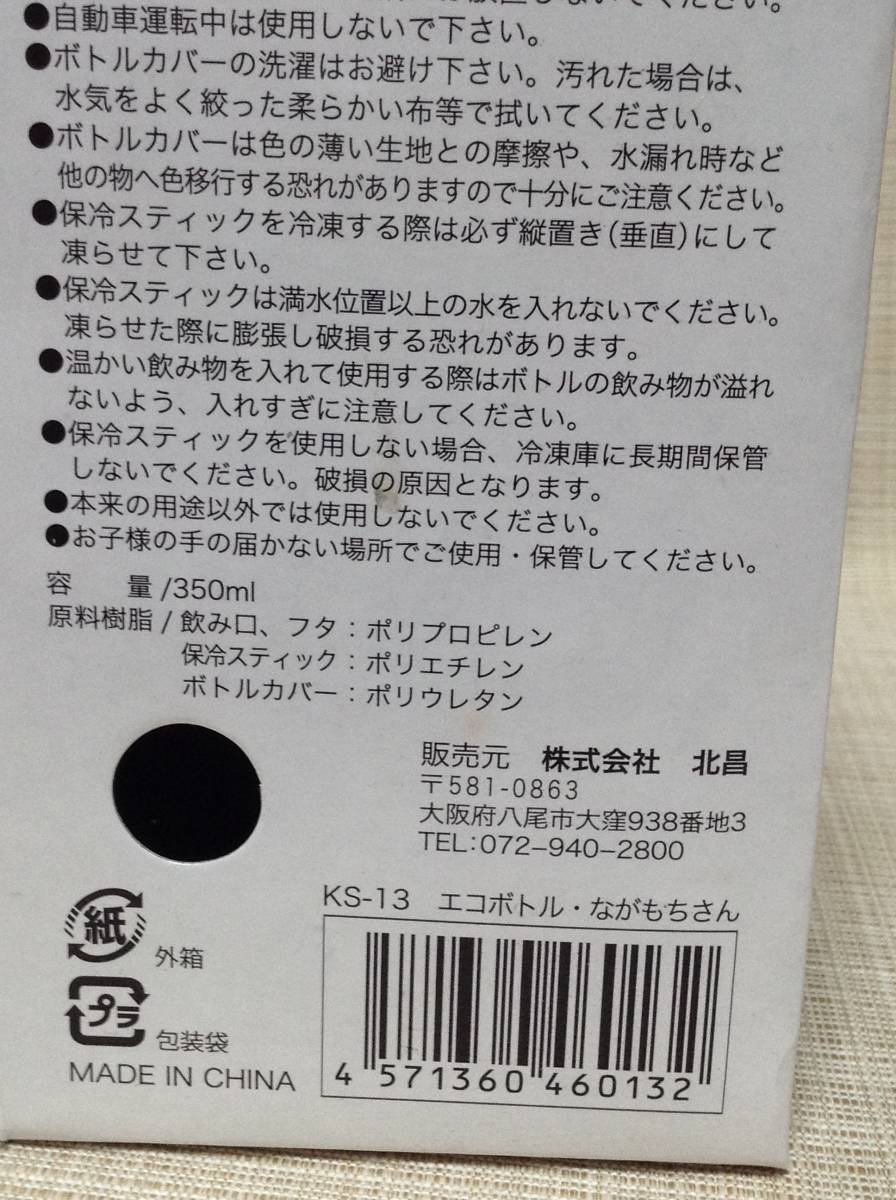 しないでください。
●自動車運転中は使用しないで下さい。
●ボトルカバーの洗濯はお避け下さい。汚れた場合は、
水気をよく絞った柔らかい布等で拭いてください。
●ボトルカバーは色の薄い生地との摩擦や、水漏れ時など
他の物へ色移行する恐れがありますので十分にご注意ください。
●保冷スティックを冷凍する際は必ず縦置き(垂直)にして
凍らせて下さい。
●保冷スティックは満水位置以上の水を入れないでください。
凍らせた際に膨張し破損する恐れがあります。
●温かい飲み物を入れて使用する際はボトルの飲み物が溢れ
ないよう、入れすぎに注意してください。
●保冷スティックを使用しない場合、冷凍庫に長期間保管
しないでください。破損の原因となります。
●本来の用途以外では使用しないでください。
●お子様の手の届かない場所でご使用・保管してください。
容　　量/350ml
原料樹脂/飲み口、フタ：ポリプロピレン
保冷スティック：ポリエチレン
ボトルカバー：ポリウレタン
販売元　株式会社　北昌
〒581-0863
大阪府八尾市大窪938番地3
TEL:072-940-2800
KS-13　エコボトル・ながもちさん
紙 外箱
プラ 包装袋
MADE IN CHINA
4 571360 460132